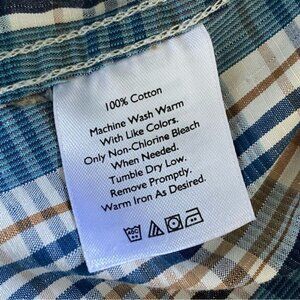 100% Cotton
Machine Wash Warm
With Like Colors.
Only Non-Chlorine Bleach
When Needed.
Tumble Dry Low.
Remove Promptly.
Warm Iron As Desired.